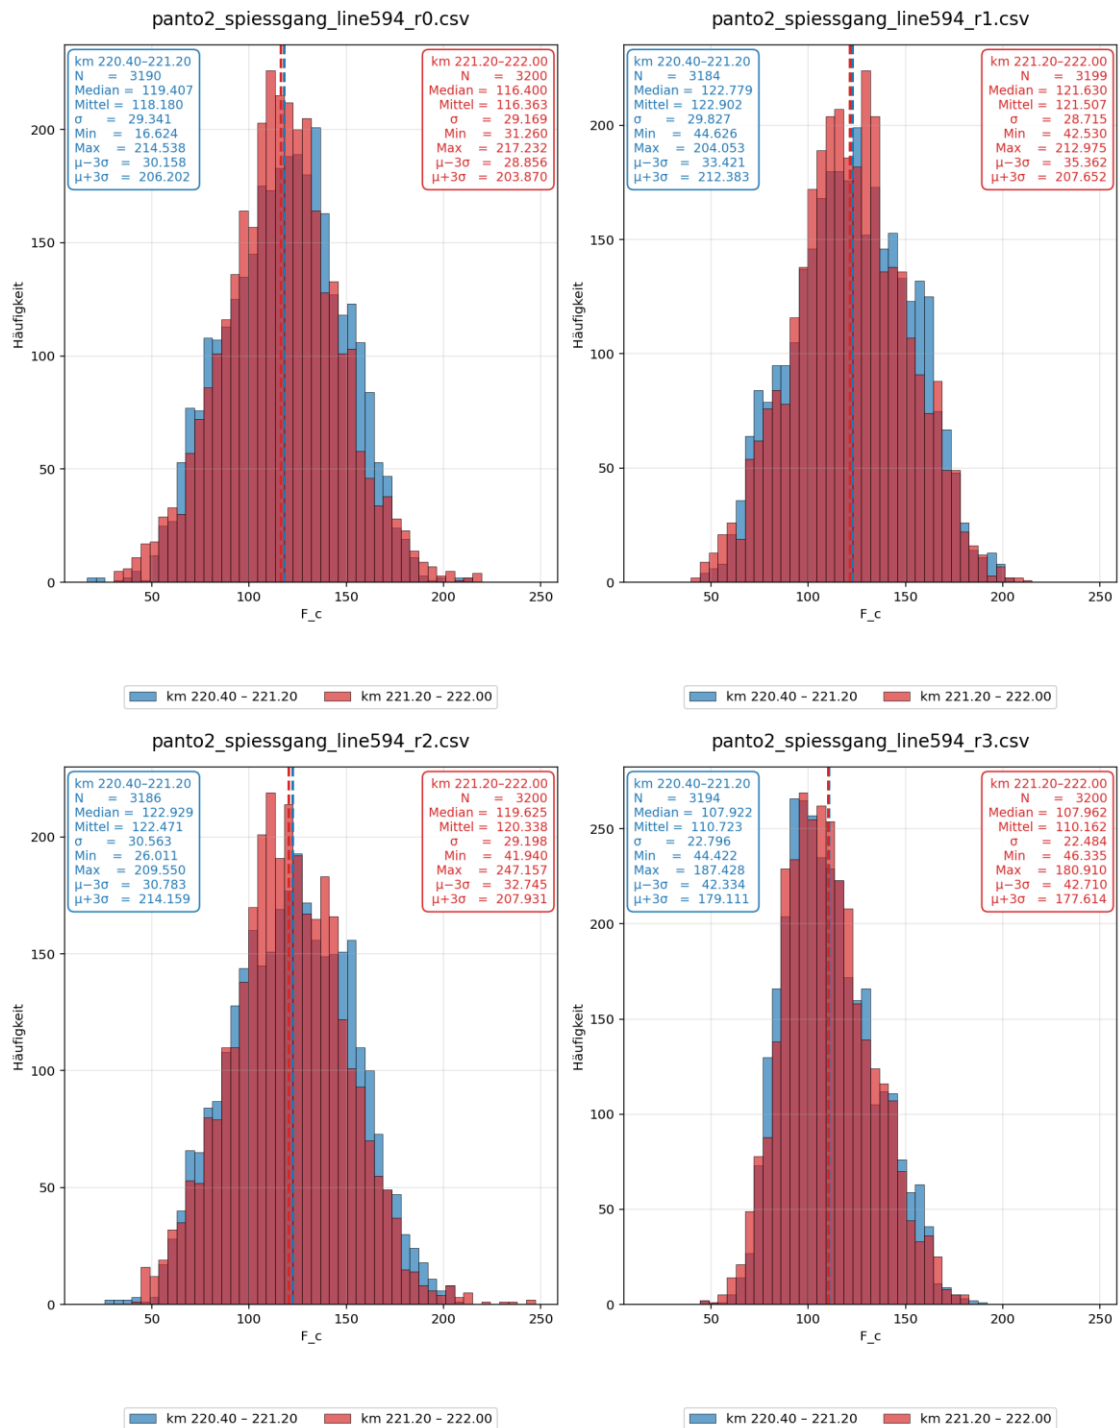 panto2_spiessgang_line594_r0.csv
km 220.40–221.20
N = 3190
Median = 119.407
Mittel = 118.180
σ = 29.341
Min = 16.624
Max = 214.538
μ−3σ = 30.158
μ+3σ = 206.202
km 221.20–222.00
N = 3200
Median = 116.400
Mittel = 116.363
σ = 29.169
Min = 31.260
Max = 217.232
μ−3σ = 28.856
μ+3σ = 203.870
Häufigkeit
200
150
100
50
0
50 100 150 200 250
F_c
km 220.40 – 221.20 km 221.20 – 222.00
panto2_spiessgang_line594_r1.csv
km 220.40–221.20
N = 3184
Median = 122.779
Mittel = 122.902
σ = 29.827
Min = 44.626
Max = 204.053
μ−3σ = 33.421
μ+3σ = 212.383
km 221.20–222.00
N = 3199
Median = 121.630
Mittel = 121.507
σ = 28.715
Min = 42.530
Max = 212.975
μ−3σ = 35.362
μ+3σ = 207.652
Häufigkeit
200
150
100
50
0
50 100 150 200 250
F_c
km 220.40 – 221.20 km 221.20 – 222.00
panto2_spiessgang_line594_r2.csv
km 220.40–221.20
N = 3186
Median = 122.929
Mittel = 122.471
σ = 30.563
Min = 26.011
Max = 209.550
μ−3σ = 30.783
μ+3σ = 214.159
km 221.20–222.00
N = 3200
Median = 119.625
Mittel = 120.338
σ = 29.198
Min = 41.940
Max = 247.157
μ−3σ = 32.745
μ+3σ = 207.931
Häufigkeit
200
150
100
50
0
50 100 150 200 250
F_c
km 220.40 – 221.20 km 221.20 – 222.00
panto2_spiessgang_line594_r3.csv
km 220.40–221.20
N = 3194
Median = 107.922
Mittel = 110.723
σ = 22.796
Min = 44.422
Max = 187.428
μ−3σ = 42.334
μ+3σ = 179.111
km 221.20–222.00
N = 3200
Median = 107.962
Mittel = 110.162
σ = 22.484
Min = 46.335
Max = 180.910
μ−3σ = 42.710
μ+3σ = 177.614
Häufigkeit
250
200
150
100
50
0
50 100 150 200 250
F_c
km 220.40 – 221.20 km 221.20 – 222.00